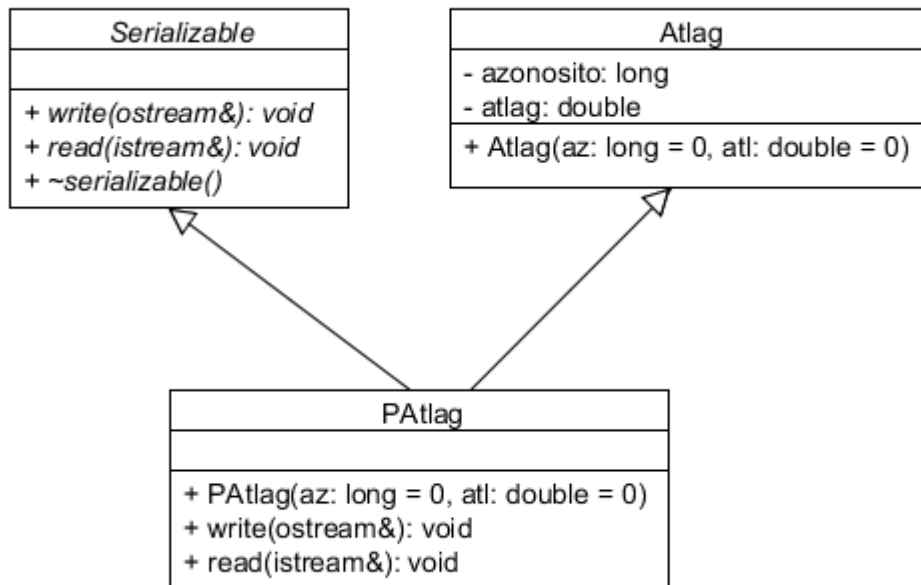 Serializable
+ write(ostream&): void
+ read(istream&): void
+ ~serializable()
Atlag
- azonosito: long
- atlag: double
+ Atlag(az: long = 0, atl: double = 0)
PAtlag
+ PAtlag(az: long = 0, atl: double = 0)
+ write(ostream&): void
+ read(istream&): void